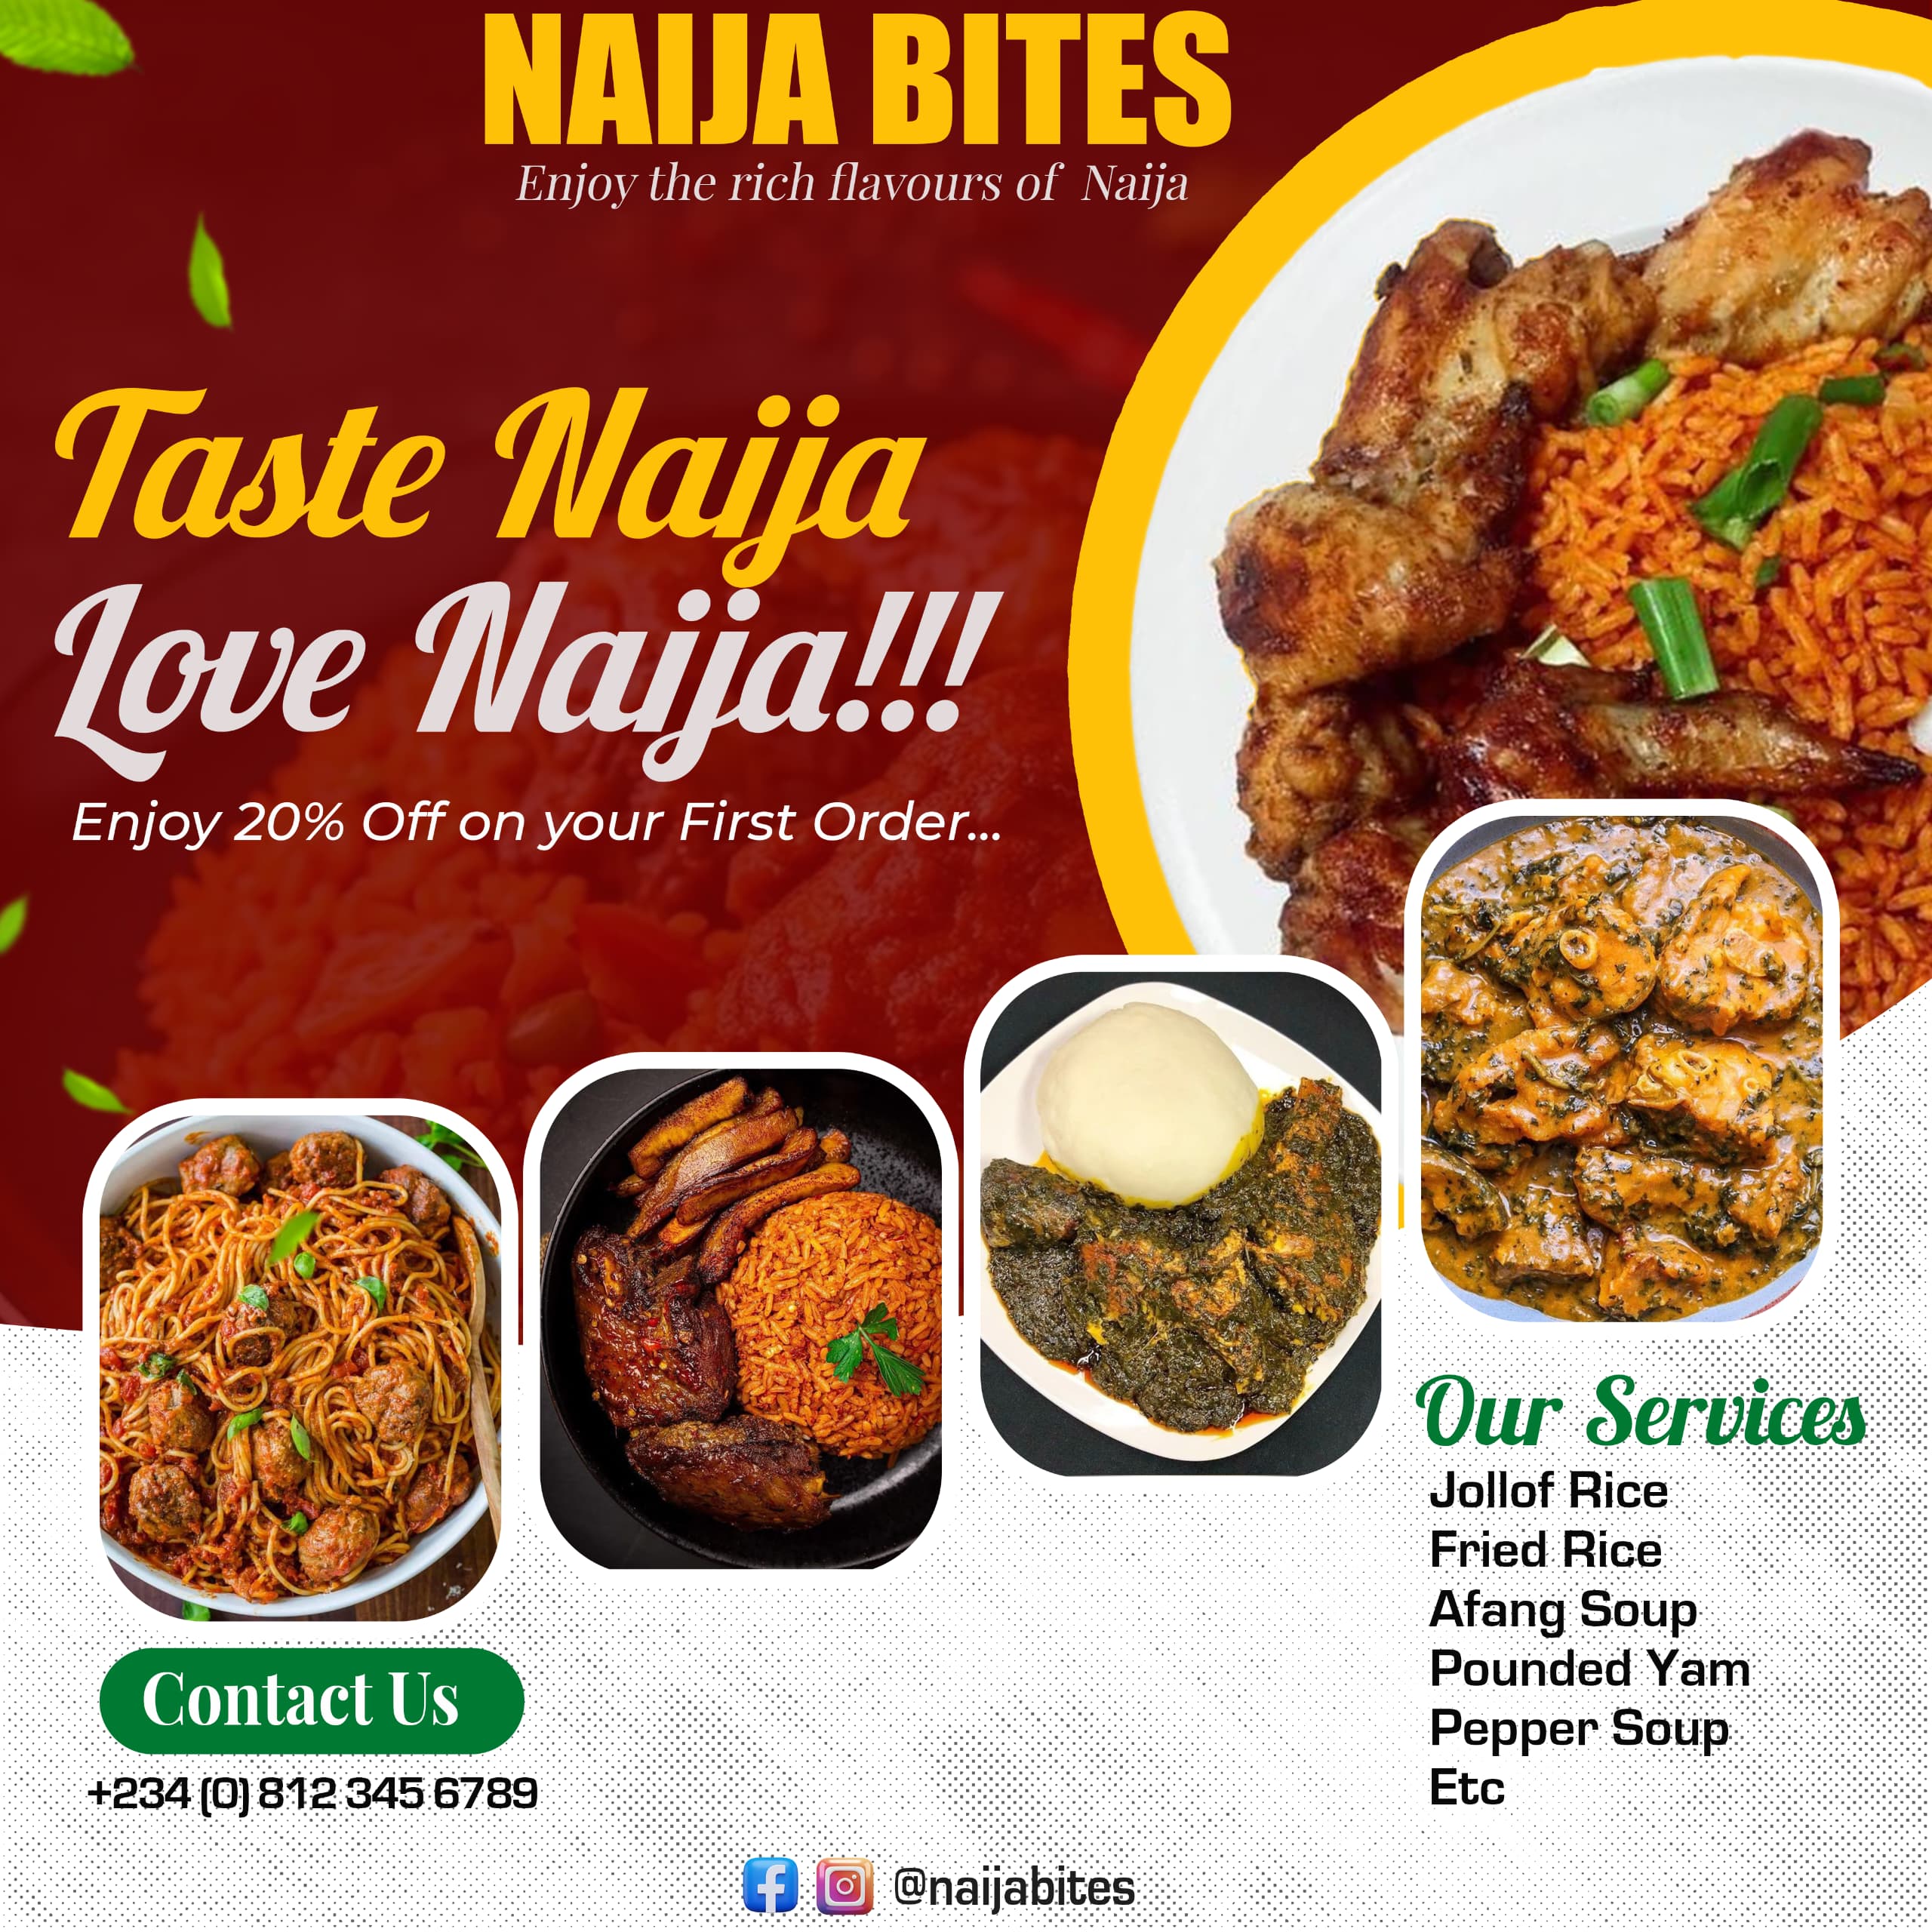 NAIJA BITES
Enjoy the rich flavours of Naija
Taste Naija
Love Naija!!!
Enjoy 20% Off on your First Order...
Our Services
Jollof Rice
Fried Rice
Afang Soup
Pounded Yam
Pepper Soup
Etc
Contact Us
+234 (0) 812 345 6789
@naijabites